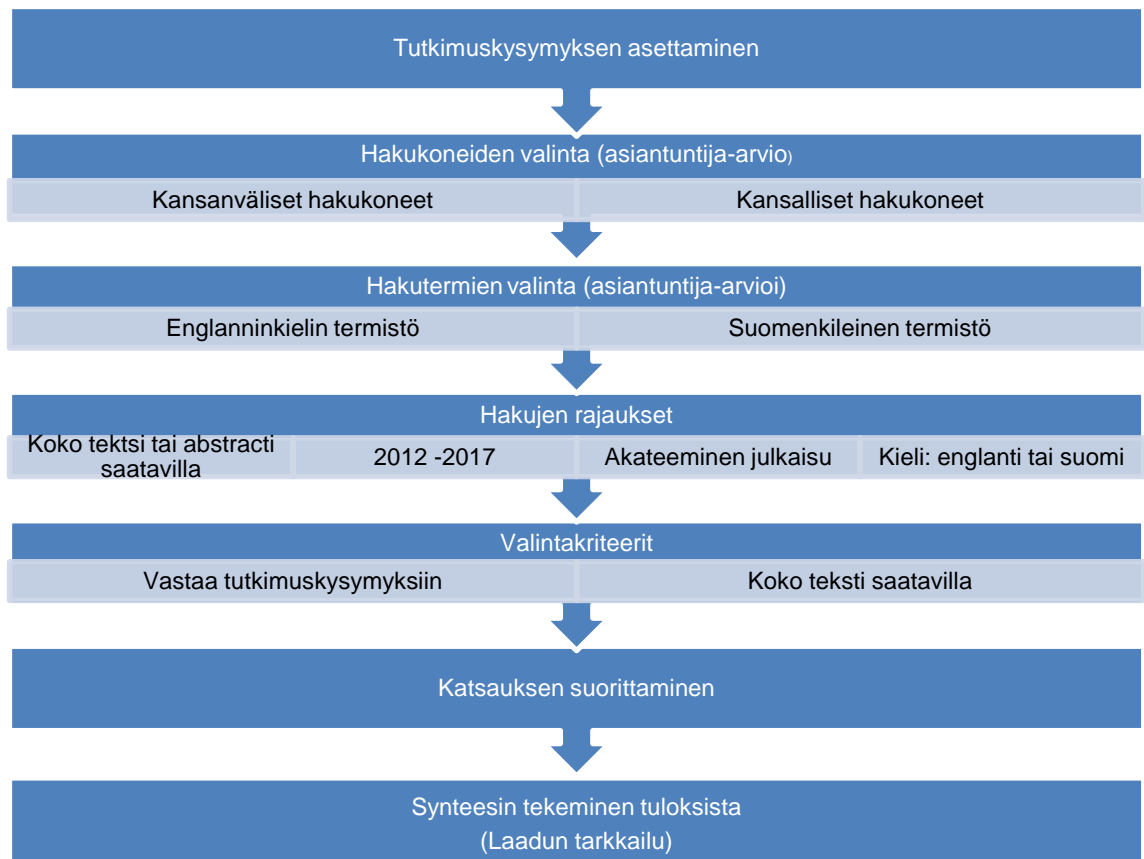 Tutkimuskysymyksen asettaminen
Hakukoneiden valinta (asiantuntija-arvio)
Kansanväliset hakukoneet
Kansalliset hakukoneet
Hakutermien valinta (asiantuntija-arvioi)
Englanninkielin termistö
Suomenkileinen termistö
Hakujen rajaukset
Koko tektsi tai abstracti
saatavilla
2012 -2017
Akateeminen julkaisu
Kieli: englanti tai suomi
Valintakriteerit
Vastaa tutkimuskysymyksiin
Koko teksti saatavilla
Katsauksen suorittaminen
Synteesin tekeminen tuloksista
(Laadun tarkkailu)